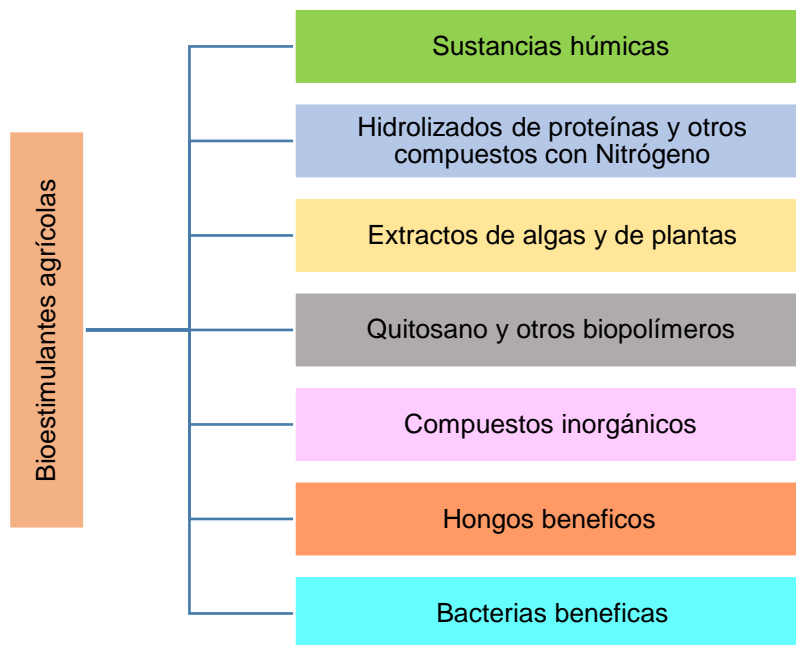 Bioestimulantes agrícolas
Sustancias húmicas
Hidrolizados de proteínas y otros
compuestos con Nitrógeno
Extractos de algas y de plantas
Quitosano y otros biopolímeros
Compuestos inorgánicos
Hongos beneficos
Bacterias beneficas